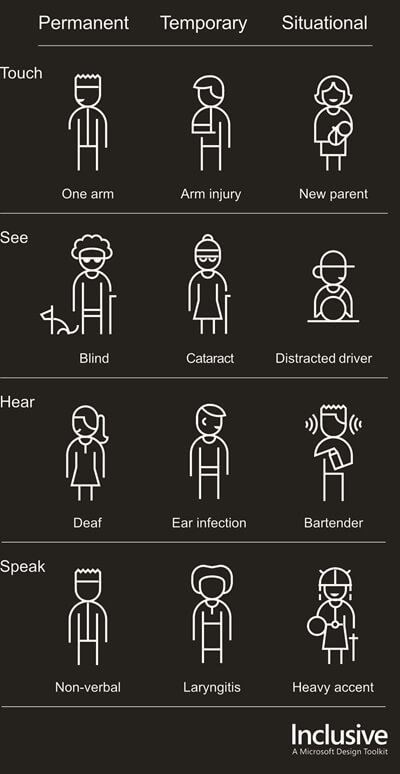 Permanent Temporary Situational
Touch
One arm Arm injury New parent
See
Blind Cataract Distracted driver
Hear
Deaf Ear infection Bartender
Speak
Non-verbal Laryngitis Heavy accent
Inclusive
A Microsoft Design Toolkit